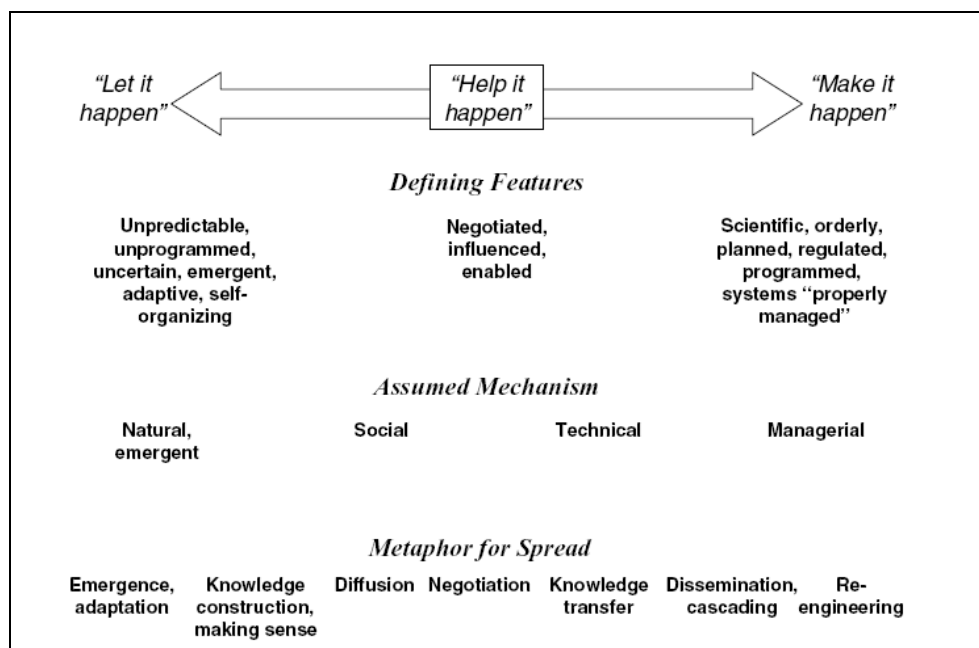 “Let it
happen”
“Help it
happen”
“Make it
happen”
Defining Features
Unpredictable,
unprogrammed,
uncertain, emergent,
adaptive, self-
organizing
Negotiated,
influenced,
enabled
Scientific, orderly,
planned, regulated,
programmed,
systems “properly
managed”
Assumed Mechanism
Natural,
emergent
Social
Technical
Managerial
Metaphor for Spread
Emergence,
adaptation
Knowledge
construction,
making sense
Diffusion
Negotiation
Knowledge
transfer
Dissemination,
cascading
Re-
engineering